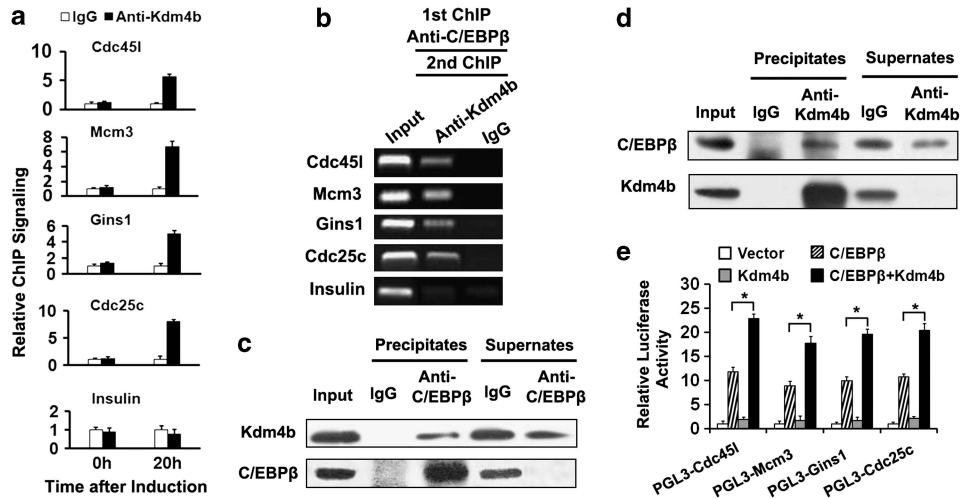 a
IgG Anti-Kdm4b
Cdc45l
10
5
0
Mcm3
8
6
4
2
0
Gins1
6
4
2
0
Cdc25c
10
5
0
Insulin
2
1
0
0h 20h
Time after Induction
Relative ChIP Signaling
b
1st ChIP
Anti-C/EBPβ
2nd ChIP
Input Anti-Kdm4b IgG
Cdc45l
Mcm3
Gins1
Cdc25c
Insulin
c
Precipitates Supernates
Input IgG Anti-C/EBPβ IgG Anti-C/EBPβ
Kdm4b
C/EBPβ
d
Precipitates Supernates
Input IgG Anti-Kdm4b IgG Anti-Kdm4b
C/EBPβ
Kdm4b
e
Vector C/EBPβ
Kdm4b C/EBPβ+Kdm4b
Relative Luciferase
Activity
30
25
20
15
10
5
0
* * * *
PGL3-Cdc45l
PGL3-Mcm3
PGL3-Gins1
PGL3-Cdc25c